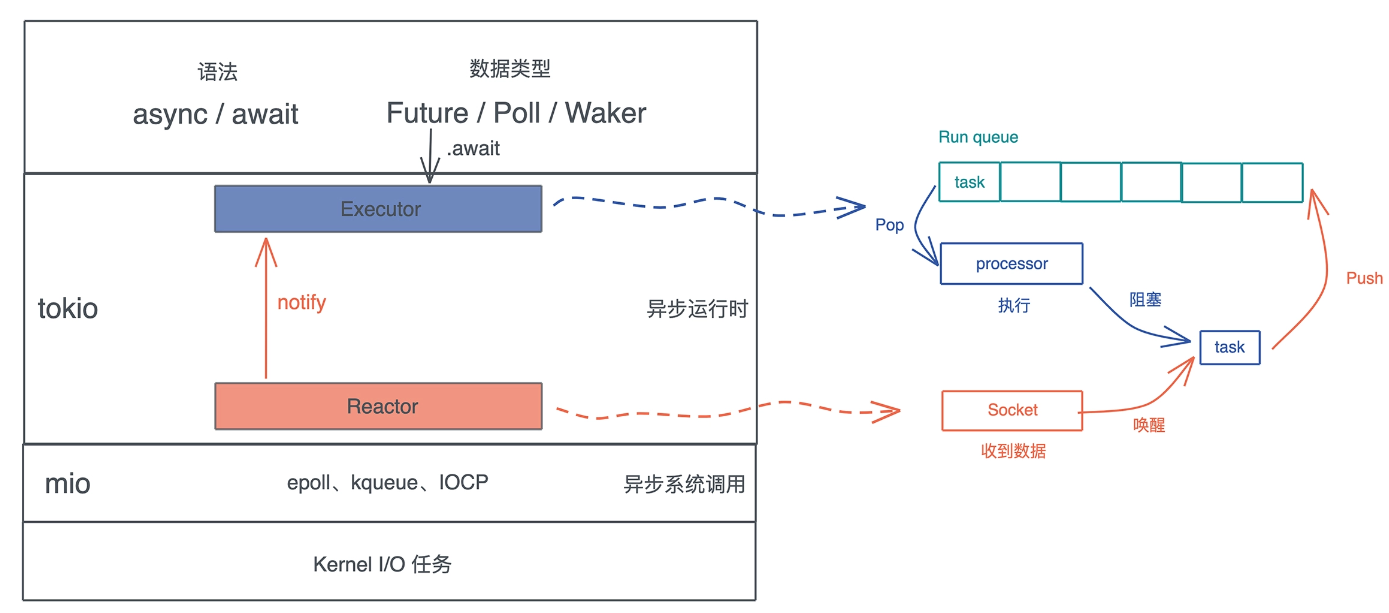 语法
async / await
数据类型
Future / Poll / Waker
.await
Executor
tokio
notify
异步运行时
Reactor
mio
epoll、kqueue、IOCP
异步系统调用
Kernel I/O 任务
Run queue
task
Pop
processor
执行
阻塞
task
Push
Socket
唤醒
收到数据